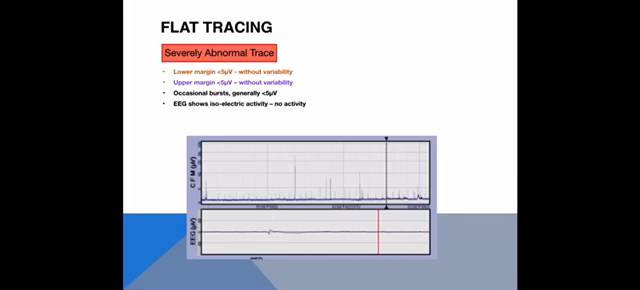 FLAT TRACING
Severely Abnormal Trace
• Lower margin <5µV - without variability
• Upper margin <5µV – without variability
• Occasional bursts, generally <5µV
• EEG shows iso-electric activity – no activity
C F M (µV)
EEG (µV)